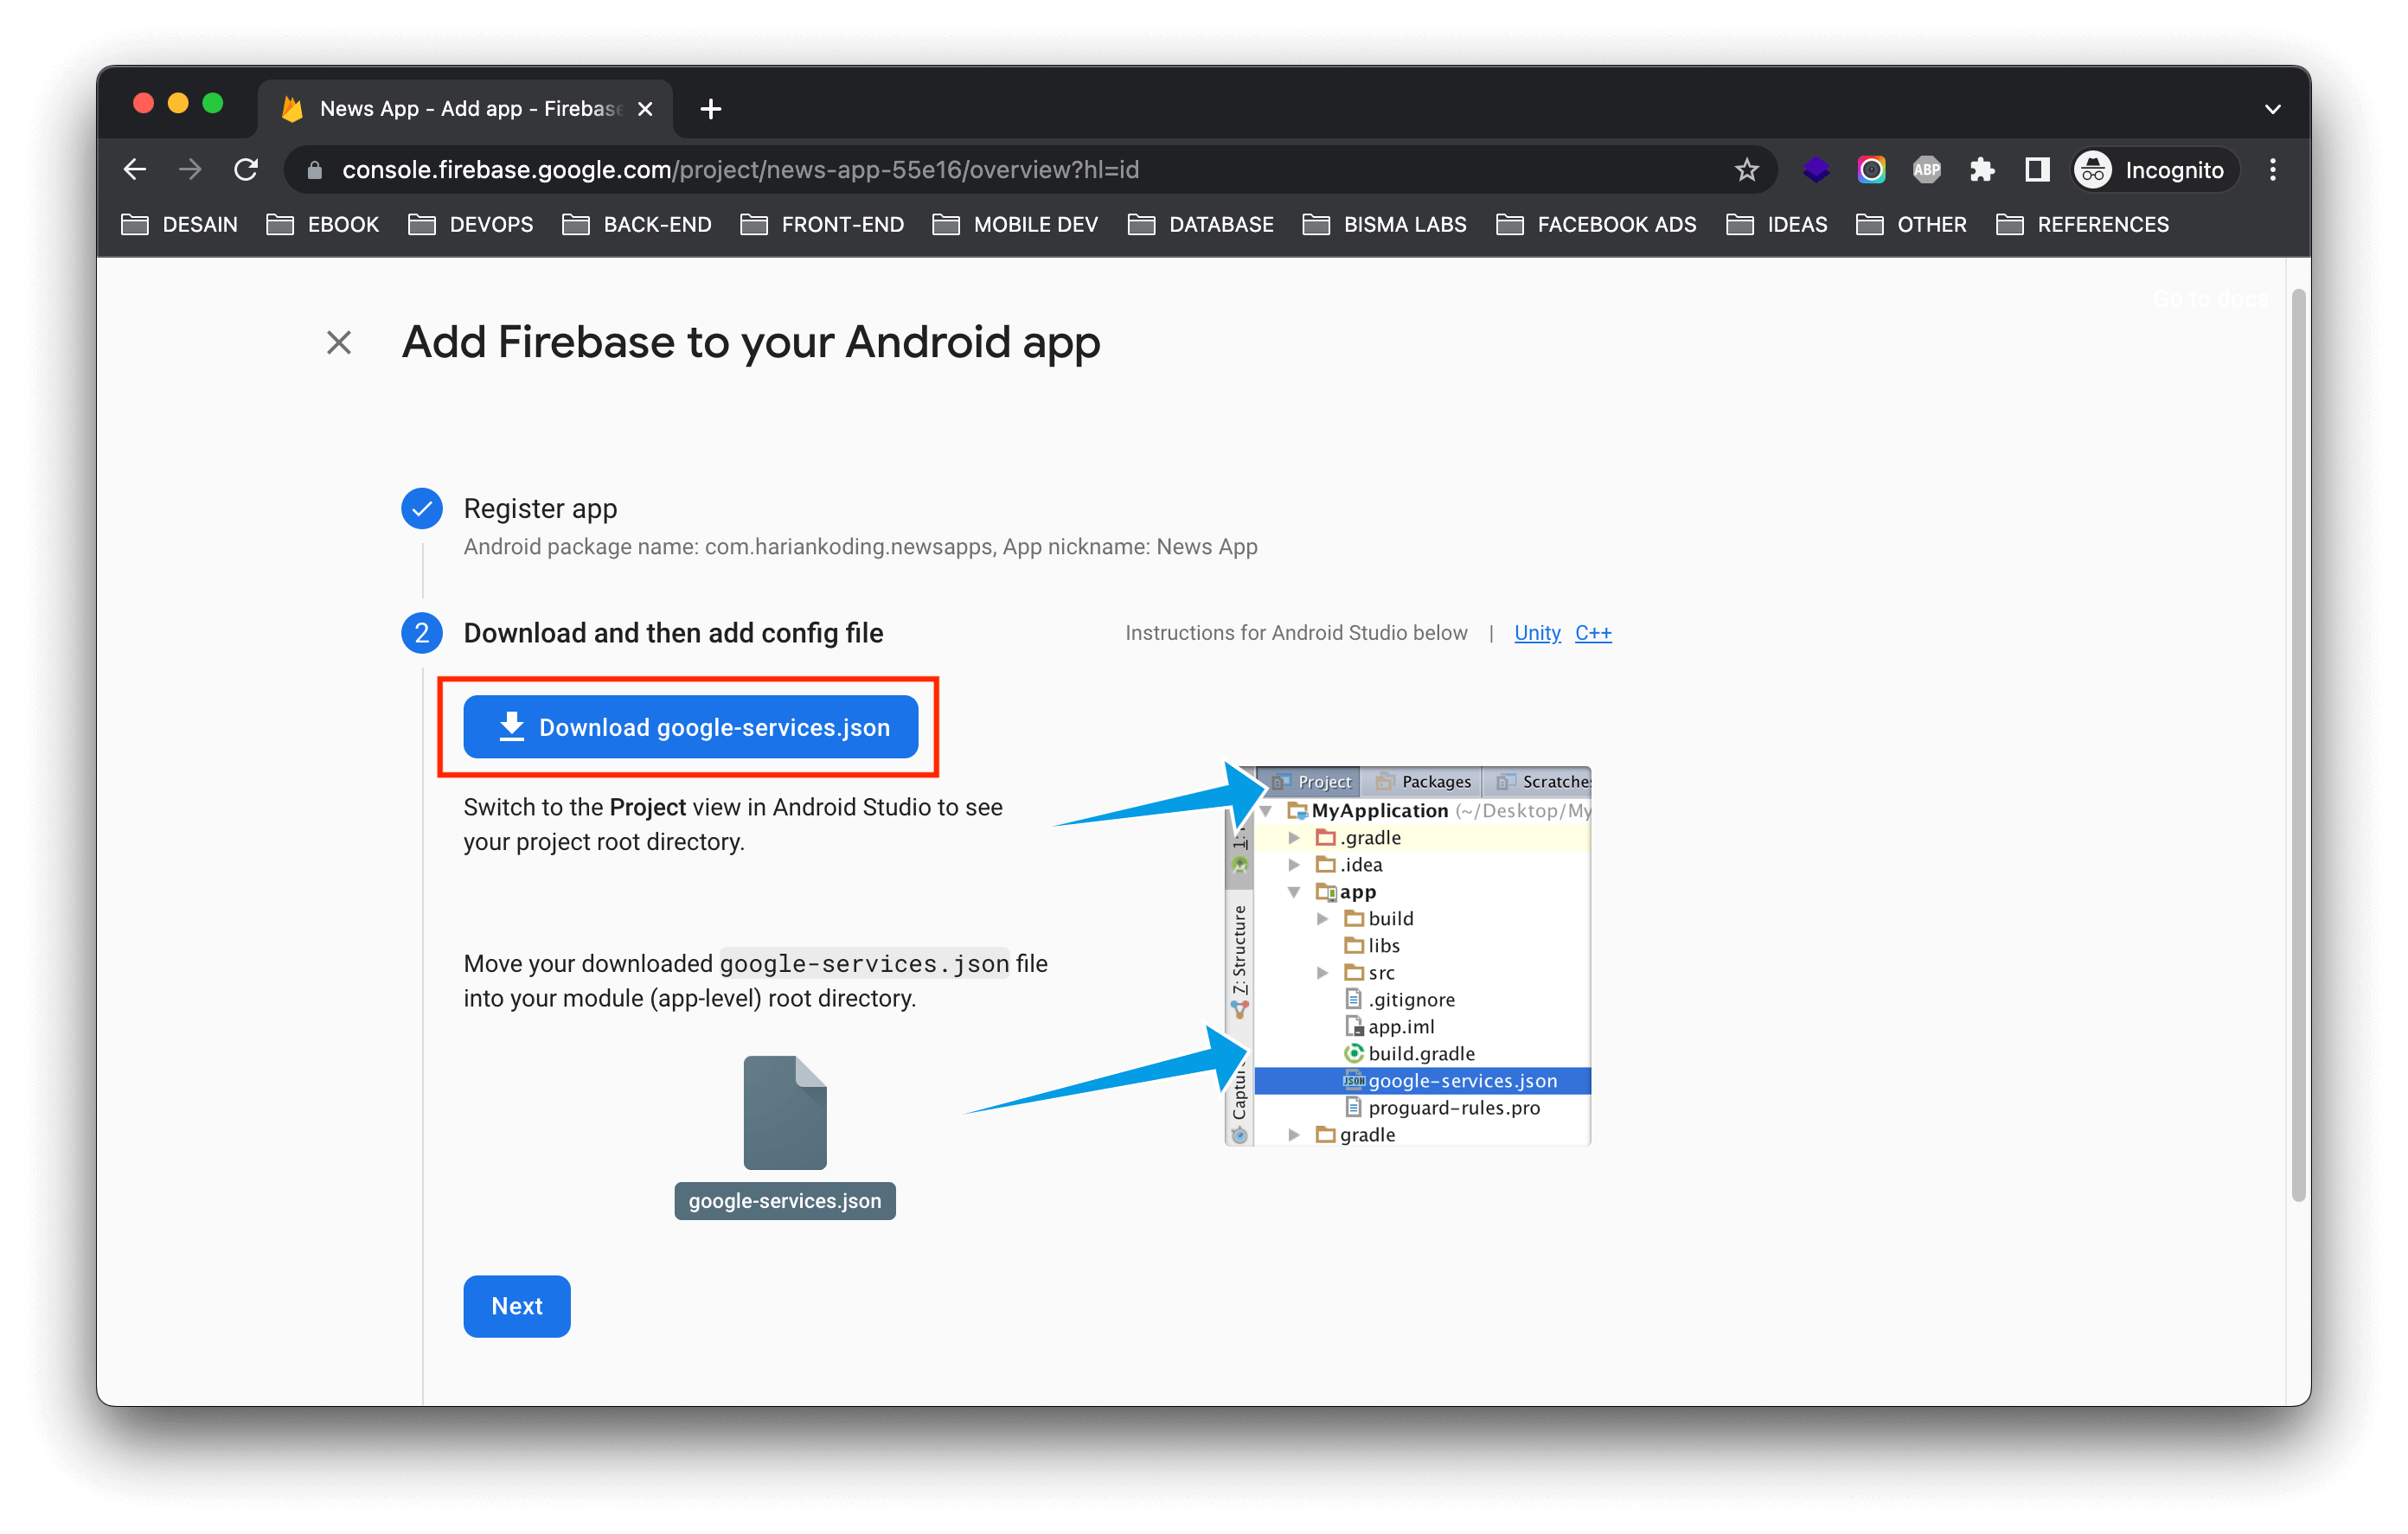 News App - Add app - Firebase
console.firebase.google.com/project/news-app-55e16/overview?hl=id
ABP
Incognito
DESAIN
EBOOK
DEVOPS
BACK-END
FRONT-END
MOBILE DEV
DATABASE
BISMA LABS
FACEBOOK ADS
IDEAS
OTHER
REFERENCES
Go to docs
Add Firebase to your Android app
Register app
Android package name: com.hariankoding.newsapps, App nickname: News App
2 Download and then add config file
Instructions for Android Studio below | Unity C++
Download google-services.json
Switch to the Project view in Android Studio to see
your project root directory.
Move your downloaded google-services.json file
into your module (app-level) root directory.
google-services.json
Next
Project Packages Scratches
MyApplication (~/Desktop/My
.gradle
.idea
app
build
libs
src
.gitignore
app.iml
build.gradle
JSON google-services.json
proguard-rules.pro
gradle
1:
7: Structure
Capture